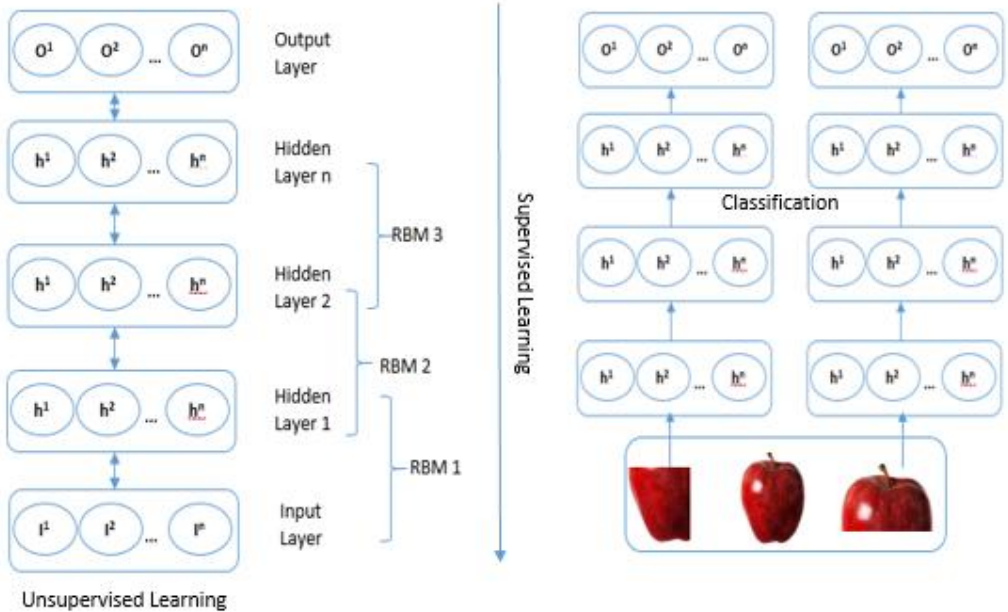 O¹ O² ... Oⁿ
Output
Layer
h¹ h² ... hⁿ
Hidden
Layer n
RBM 3
h¹ h² ... hⁿ
Hidden
Layer 2
RBM 2
h¹ h² ... hⁿ
Hidden
Layer 1
RBM 1
I¹ I² ... Iⁿ
Input
Layer
Unsupervised Learning
Supervised Learning
O¹ O² ... Oⁿ
O¹ O² ... Oⁿ
h¹ h² ... hⁿ
h¹ h² ... hⁿ
Classification
h¹ h² ... hⁿ
h¹ h² ... hⁿ
h¹ h² ... hⁿ
h¹ h² ... hⁿ